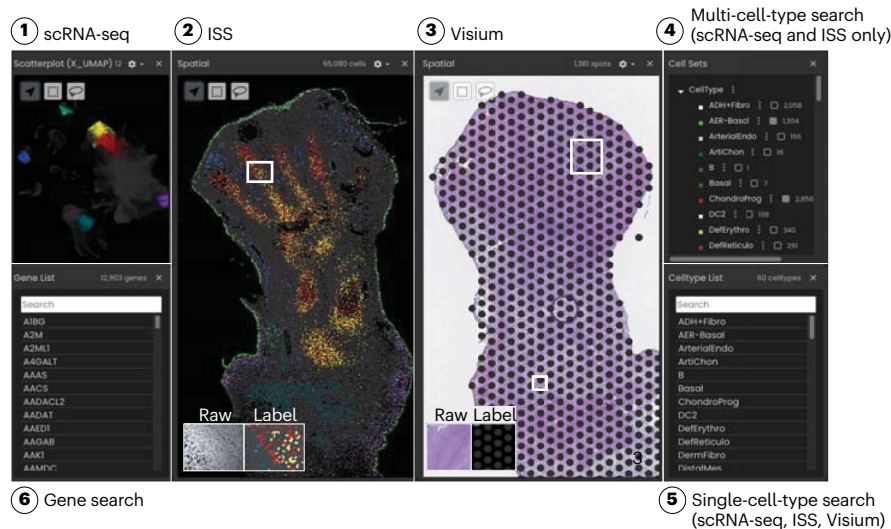 1 scRNA-seq
2 ISS
3 Visium
4 Multi-cell-type search
(scRNA-seq and ISS only)
Scatterplot (X_UMAP) 12
Spatial 65,080 cells
Spatial 1,381 spots
Cell Sets
CellType
ADH+Fibro 2,058
AER-Basal 1,304
ArterialEndo 156
ArtiChon 16
B 1
Basal 7
ChondroProg 2,856
DC2 138
DefErythro 340
DefReticulo 251
Gene List 12,903 genes
Search
A1BG
A2M
A2ML1
A4GALT
AAAS
AACS
AADACL2
AADAT
AAED1
AAGAB
AAK1
AAMDC
Raw Label
Raw Label
3
Celltype List 60 celltypes
Search
ADH+Fibro
AER-Basal
ArterialEndo
ArtiChon
B
Basal
ChondroProg
DC2
DefErythro
DefReticulo
DermFibro
DistalMes
6 Gene search
5 Single-cell-type search
(scRNA-seq, ISS, Visium)